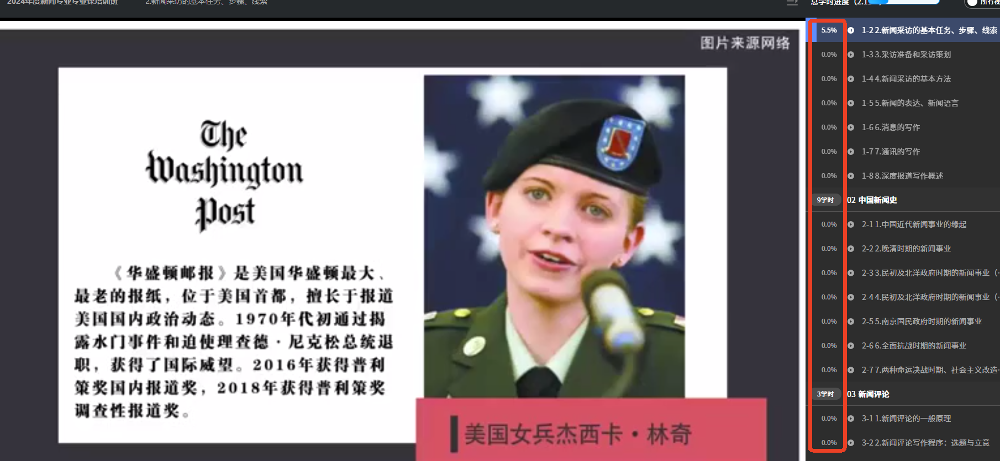 2024年度新闻专业专业课培训班
2.新闻采访的基本任务、步骤、线索
图片来源网络
The
Washington
Post
《华盛顿邮报》是美国华盛顿最大、
最老的报纸，位于美国首都，擅长于报道
美国国内政治动态。1970年代初通过揭
露水门事件和迫使理查德·尼克松总统退
职，获得了国际威望。2016年获得普利
策奖国内报道奖，2018年获得普利策奖
调查性报道奖。
美国女兵杰西卡·林奇
总学时进度（2.1
所有视
5.5% 1-2 2.新闻采访的基本任务、步骤、线索
0.0% 1-3 3.采访准备和采访策划
0.0% 1-4 4.新闻采访的基本方法
0.0% 1-5 5.新闻的表达、新闻语言
0.0% 1-6 6.消息的写作
0.0% 1-7 7.通讯的写作
0.0% 1-8 8.深度报道写作概述
9学时 02 中国新闻史
0.0% 2-1 1.中国近代新闻事业的缘起
0.0% 2-2 2.晚清时期的新闻事业
0.0% 2-3 3.民初及北洋政府时期的新闻事业（·
0.0% 2-4 4.民初及北洋政府时期的新闻事业（·
0.0% 2-5 5.南京国民政府时期的新闻事业
0.0% 2-6 6.全面抗战时期的新闻事业
0.0% 2-7 7.两种命运决战时期、社会主义改造·
3学时 03 新闻评论
0.0% 3-1 1.新闻评论的一般原理
0.0% 3-2 2.新闻评论写作程序：选题与立意